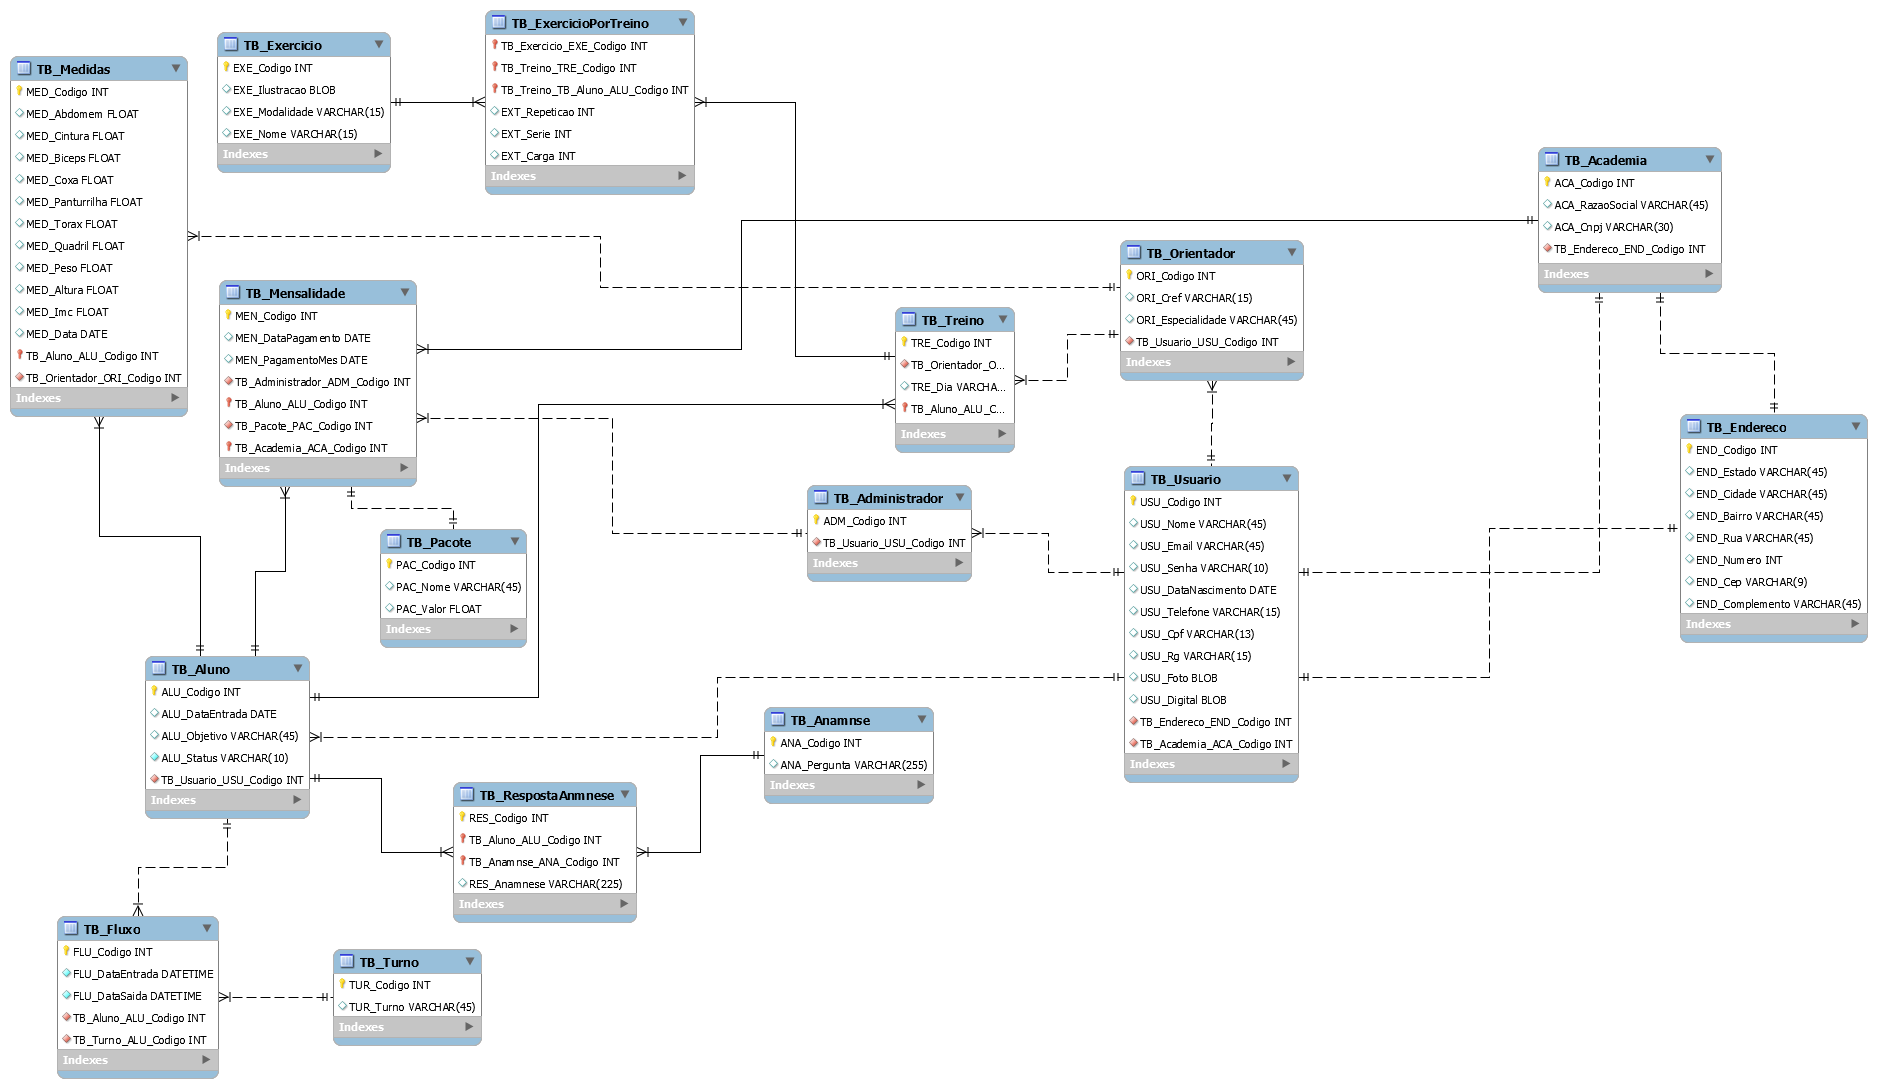 TB_Medidas
MED_Codigo INT
MED_Abdomem FLOAT
MED_Cintura FLOAT
MED_Biceps FLOAT
MED_Coxa FLOAT
MED_Panturrilha FLOAT
MED_Torax FLOAT
MED_Quadril FLOAT
MED_Peso FLOAT
MED_Altura FLOAT
MED_Imc FLOAT
MED_Data DATE
TB_Aluno_ALU_Codigo INT
TB_Orientador_ORI_Codigo INT
Indexes
TB_Exercicio
EXE_Codigo INT
EXE_Ilustracao BLOB
EXE_Modalidade VARCHAR(15)
EXE_Nome VARCHAR(15)
Indexes
TB_ExercicioPorTreino
TB_Exercicio_EXE_Codigo INT
TB_Treino_TRE_Codigo INT
TB_Treino_TB_Aluno_ALU_Codigo INT
EXT_Repeticao INT
EXT_Serie INT
EXT_Carga INT
Indexes
TB_Academia
ACA_Codigo INT
ACA_RazaoSocial VARCHAR(45)
ACA_Cnpj VARCHAR(30)
TB_Endereco_END_Codigo INT
Indexes
TB_Orientador
ORI_Codigo INT
ORI_Cref VARCHAR(15)
ORI_Especialidade VARCHAR(45)
TB_Usuario_USU_Codigo INT
Indexes
TB_Mensalidade
MEN_Codigo INT
MEN_DataPagamento DATE
MEN_PagamentoMes DATE
TB_Administrador_ADM_Codigo INT
TB_Aluno_ALU_Codigo INT
TB_Pacote_PAC_Codigo INT
TB_Academia_ACA_Codigo INT
Indexes
TB_Treino
TRE_Codigo INT
TB_Orientador_O...
TRE_Dia VARCHA...
TB_Aluno_ALU_C...
Indexes
TB_Endereco
END_Codigo INT
END_Estado VARCHAR(45)
END_Cidade VARCHAR(45)
END_Bairro VARCHAR(45)
END_Rua VARCHAR(45)
END_Numero INT
END_Cep VARCHAR(9)
END_Complemento VARCHAR(45)
Indexes
TB_Administrador
ADM_Codigo INT
TB_Usuario_USU_Codigo INT
Indexes
TB_Usuario
USU_Codigo INT
USU_Nome VARCHAR(45)
USU_Email VARCHAR(45)
USU_Senha VARCHAR(10)
USU_DataNascimento DATE
USU_Telefone VARCHAR(15)
USU_Cpf VARCHAR(13)
USU_Rg VARCHAR(15)
USU_Foto BLOB
USU_Digital BLOB
TB_Endereco_END_Codigo INT
TB_Academia_ACA_Codigo INT
Indexes
TB_Pacote
PAC_Codigo INT
PAC_Nome VARCHAR(45)
PAC_Valor FLOAT
Indexes
TB_Aluno
ALU_Codigo INT
ALU_DataEntrada DATE
ALU_Objetivo VARCHAR(45)
ALU_Status VARCHAR(10)
TB_Usuario_USU_Codigo INT
Indexes
TB_Anamnse
ANA_Codigo INT
ANA_Pergunta VARCHAR(255)
Indexes
TB_RespostaAnmnese
RES_Codigo INT
TB_Aluno_ALU_Codigo INT
TB_Anamnse_ANA_Codigo INT
RES_Anamnese VARCHAR(225)
Indexes
TB_Fluxo
FLU_Codigo INT
FLU_DataEntrada DATETIME
FLU_DataSaida DATETIME
TB_Aluno_ALU_Codigo INT
TB_Turno_ALU_Codigo INT
Indexes
TB_Turno
TUR_Codigo INT
TUR_Turno VARCHAR(45)
Indexes